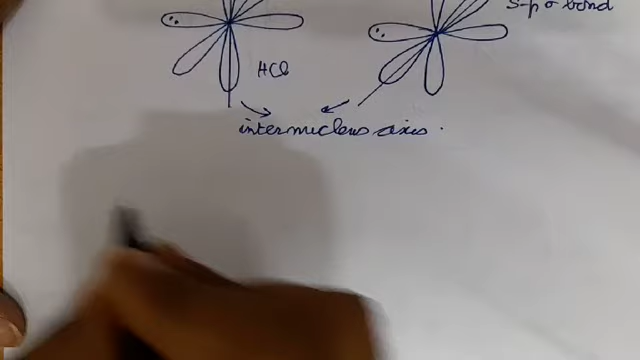 S-p σ bond
HCl
internucleus axis.